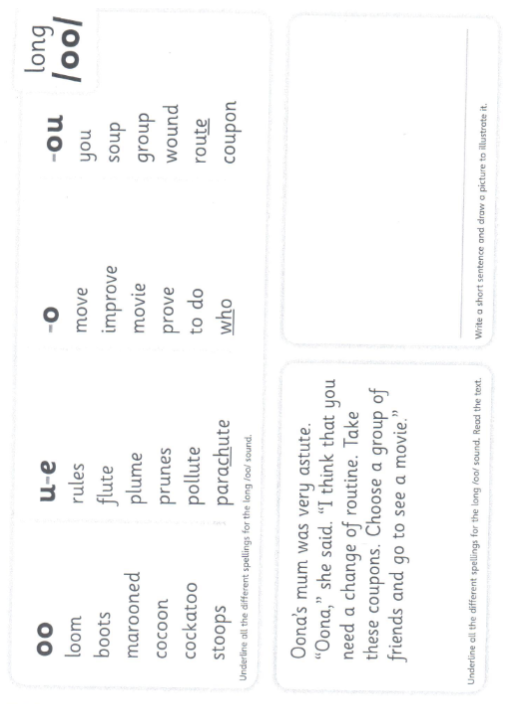 long
/oo/
oo
loom
boots
marooned
cocoon
cockatoo
stoops
u-e
rules
flute
plume
prunes
pollute
parachute
-o
move
improve
movie
prove
to do
who
-ou
you
soup
group
wound
route
coupon
Underline all the different spellings for the long /oo/ sound.
Oona's mum was very astute.
"Oona," she said. "I think that you
need a change of routine. Take
these coupons. Choose a group of
friends and go to see a movie."
Underline all the different spellings for the long /oo/ sound. Read the text.
Write a short sentence and draw a picture to illustrate it.